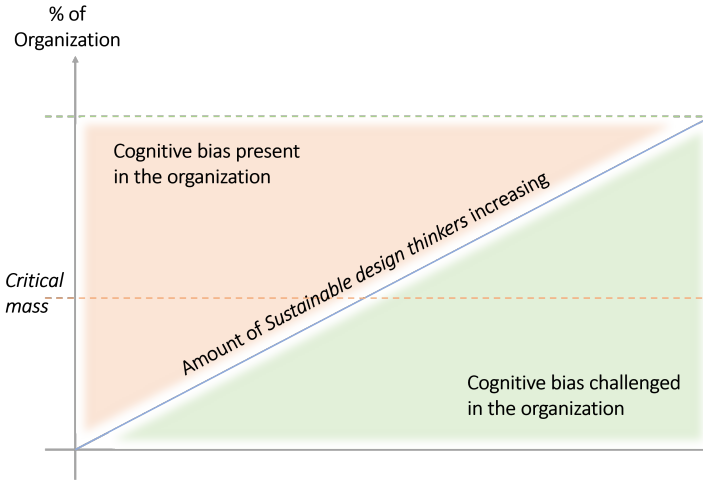 % of
Organization
Cognitive bias present
in the organization
Amount of Sustainable design thinkers increasing
Critical
mass
Cognitive bias challenged
in the organization